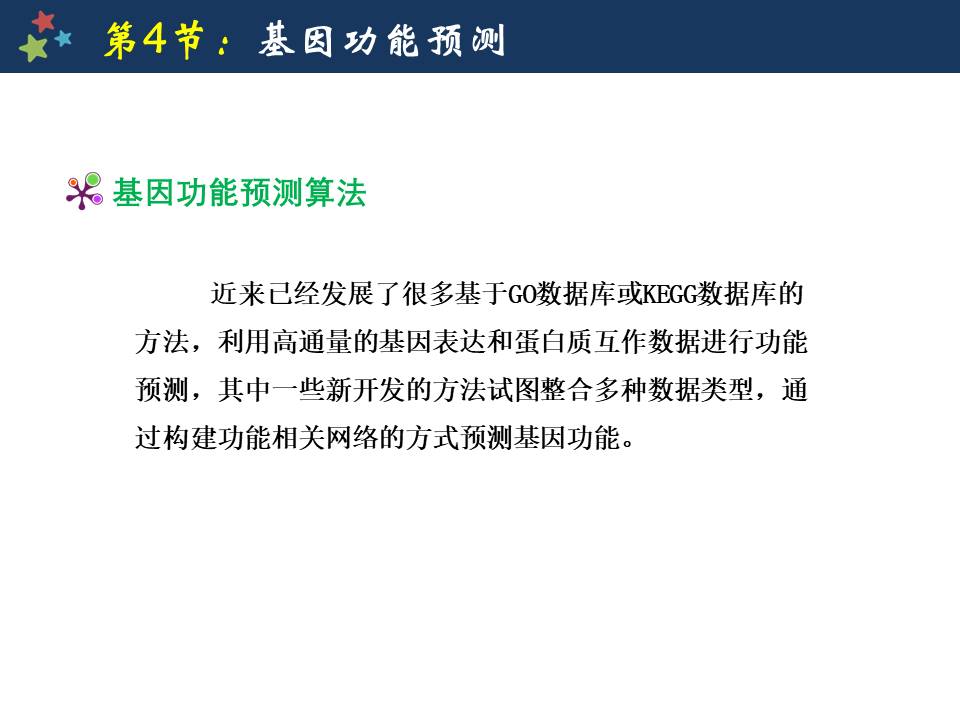 第4节：基因功能预测
基因功能预测算法
近来已经发展了很多基于GO数据库或KEGG数据库的
方法，利用高通量的基因表达和蛋白质互作数据进行功能
预测，其中一些新开发的方法试图整合多种数据类型，通
过构建功能相关网络的方式预测基因功能。